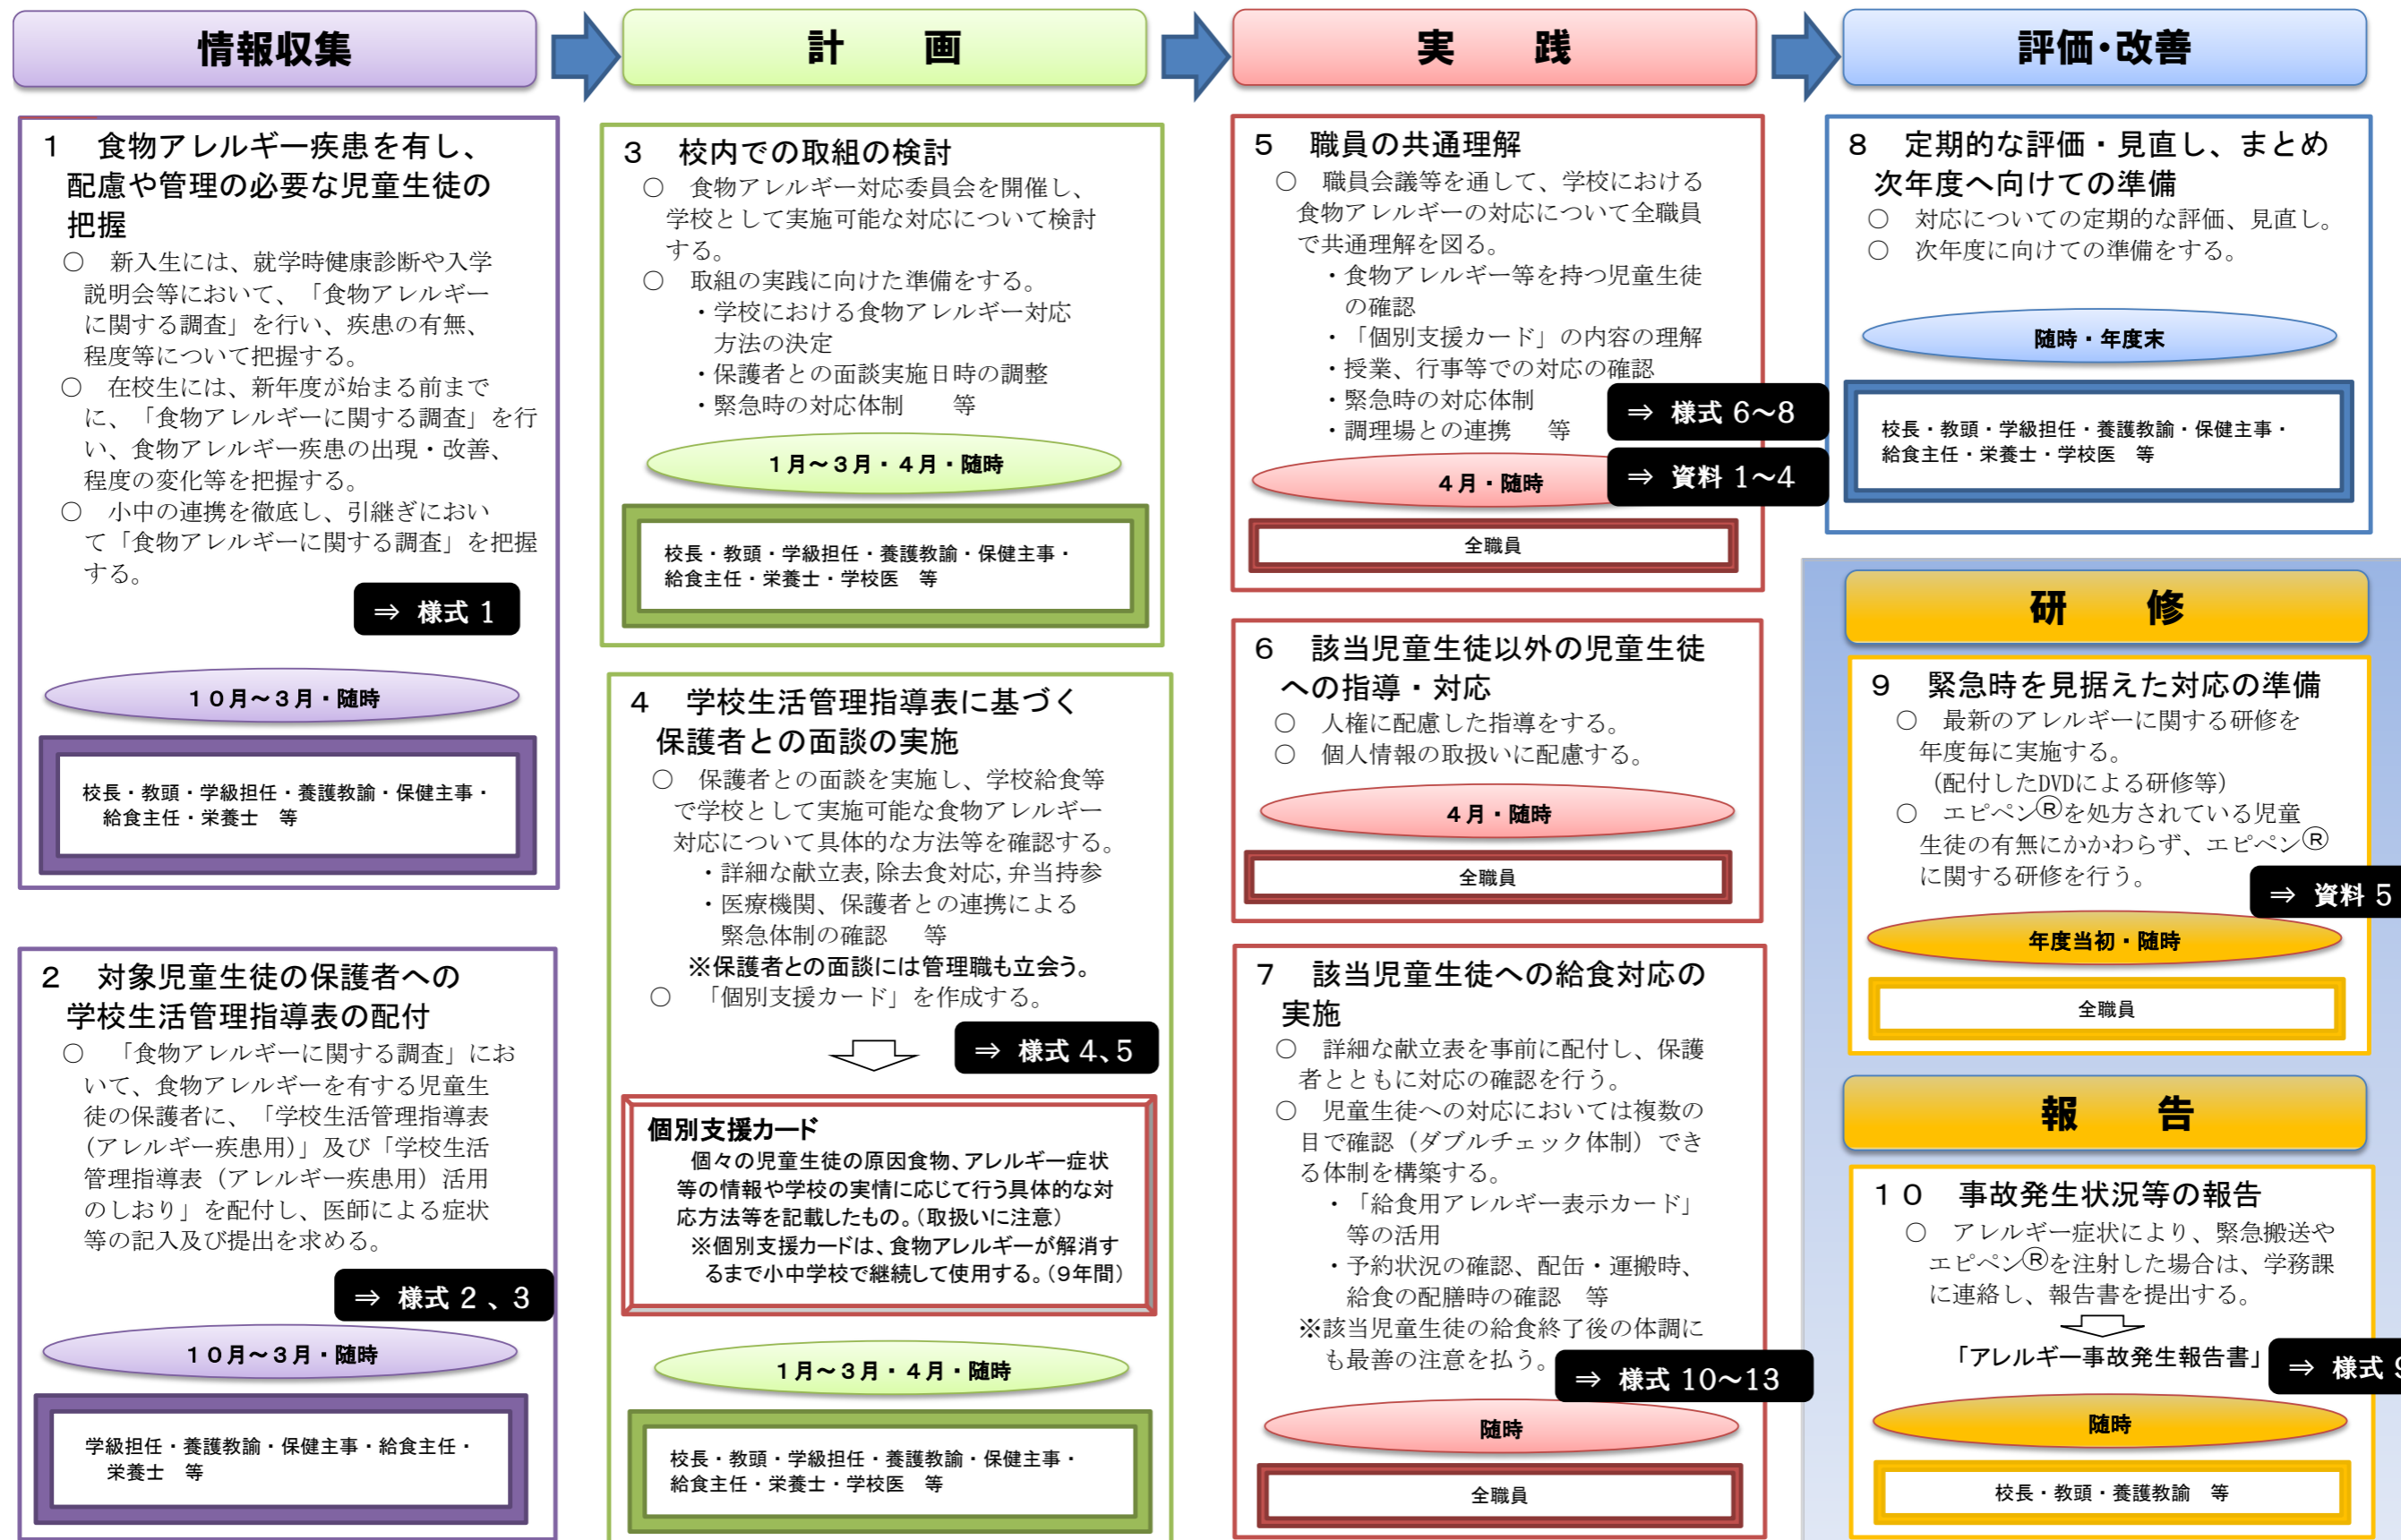 情報収集
計　画
実　践
評価・改善
１　食物アレルギー疾患を有し、
配慮や管理の必要な児童生徒の
把握
○　新入生には、就学時健康診断や入学
説明会等において、「食物アレルギー
に関する調査」を行い、疾患の有無、
程度等について把握する。
○　在校生には、新年度が始まる前まで
に、「食物アレルギーに関する調査」を行
い、食物アレルギー疾患の出現・改善、
程度の変化等を把握する。
○　小中の連携を徹底し、引継ぎにおい
て「食物アレルギーに関する調査」を把握
する。
⇒ 様式 1
１０月～３月・随時
校長・教頭・学級担任・養護教諭・保健主事・
給食主任・栄養士　等
２　対象児童生徒の保護者への
学校生活管理指導表の配付
○　「食物アレルギーに関する調査」にお
いて、食物アレルギーを有する児童生
徒の保護者に、「学校生活管理指導表
(アレルギー疾患用)」及び「学校生活
管理指導表（アレルギー疾患用）活用
のしおり」を配付し、医師による症状
等の記入及び提出を求める。
⇒ 様式 2 、3
１０月～３月・随時
学級担任・養護教諭・保健主事・給食主任・
栄養士　等
３　校内での取組の検討
○　食物アレルギー対応委員会を開催し、
学校として実施可能な対応について検討
する。
○　取組の実践に向けた準備をする。
・学校における食物アレルギー対応
方法の決定
・保護者との面談実施日時の調整
・緊急時の対応体制　　等
１月～３月・４月・随時
校長・教頭・学級担任・養護教諭・保健主事・
給食主任・栄養士・学校医　等
４　学校生活管理指導表に基づく
保護者との面談の実施
○　保護者との面談を実施し、学校給食等
で学校として実施可能な食物アレルギー
対応について具体的な方法等を確認する。
・詳細な献立表,除去食対応,弁当持参
・医療機関、保護者との連携による
緊急体制の確認　等
※保護者との面談には管理職も立会う。
○　「個別支援カード」を作成する。
⇒ 様式 4、5
個別支援カード
個々の児童生徒の原因食物、アレルギー症状
等の情報や学校の実情に応じて行う具体的な対
応方法等を記載したもの。（取扱いに注意）
※個別支援カードは、食物アレルギーが解消す
るまで小中学校で継続して使用する。（９年間）
１月～３月・４月・随時
校長・教頭・学級担任・養護教諭・保健主事・
給食主任・栄養士・学校医　等
５　職員の共通理解
○　職員会議等を通して、学校における
食物アレルギーの対応について全職員
で共通理解を図る。
・食物アレルギー等を持つ児童生徒
の確認
・「個別支援カード」の内容の理解
・授業、行事等での対応の確認
・緊急時の対応体制
・調理場との連携　等
⇒ 様式 6～8
⇒ 資料 1～4
４月・随時
全職員
６　該当児童生徒以外の児童生徒
への指導・対応
○　人権に配慮した指導をする。
○　個人情報の取扱いに配慮する。
４月・随時
全職員
７　該当児童生徒への給食対応の
実施
○　詳細な献立表を事前に配付し、保護
者とともに対応の確認を行う。
○　児童生徒への対応においては複数の
目で確認（ダブルチェック体制）でき
る体制を構築する。
・「給食用アレルギー表示カード」
等の活用
・予約状況の確認、配缶・運搬時、
給食の配膳時の確認　等
※該当児童生徒の給食終了後の体調に
も最善の注意を払う。
⇒ 様式 10～13
随時
全職員
８　定期的な評価・見直し、まとめ
次年度へ向けての準備
○　対応についての定期的な評価、見直し。
○　次年度に向けての準備をする。
随時・年度末
校長・教頭・学級担任・養護教諭・保健主事・
給食主任・栄養士・学校医　等
研　修
９　緊急時を見据えた対応の準備
○　最新のアレルギーに関する研修を
年度毎に実施する。
(配付したDVDによる研修等)
○　エピペン®を処方されている児童
生徒の有無にかかわらず、エピペン®
に関する研修を行う。
⇒ 資料 5
年度当初・随時
全職員
報　告
１０　事故発生状況等の報告
○　アレルギー症状により、緊急搬送や
エピペン®を注射した場合は、学務課
に連絡し、報告書を提出する。
「アレルギー事故発生報告書」
⇒ 様式 9
随時
校長・教頭・養護教諭　等